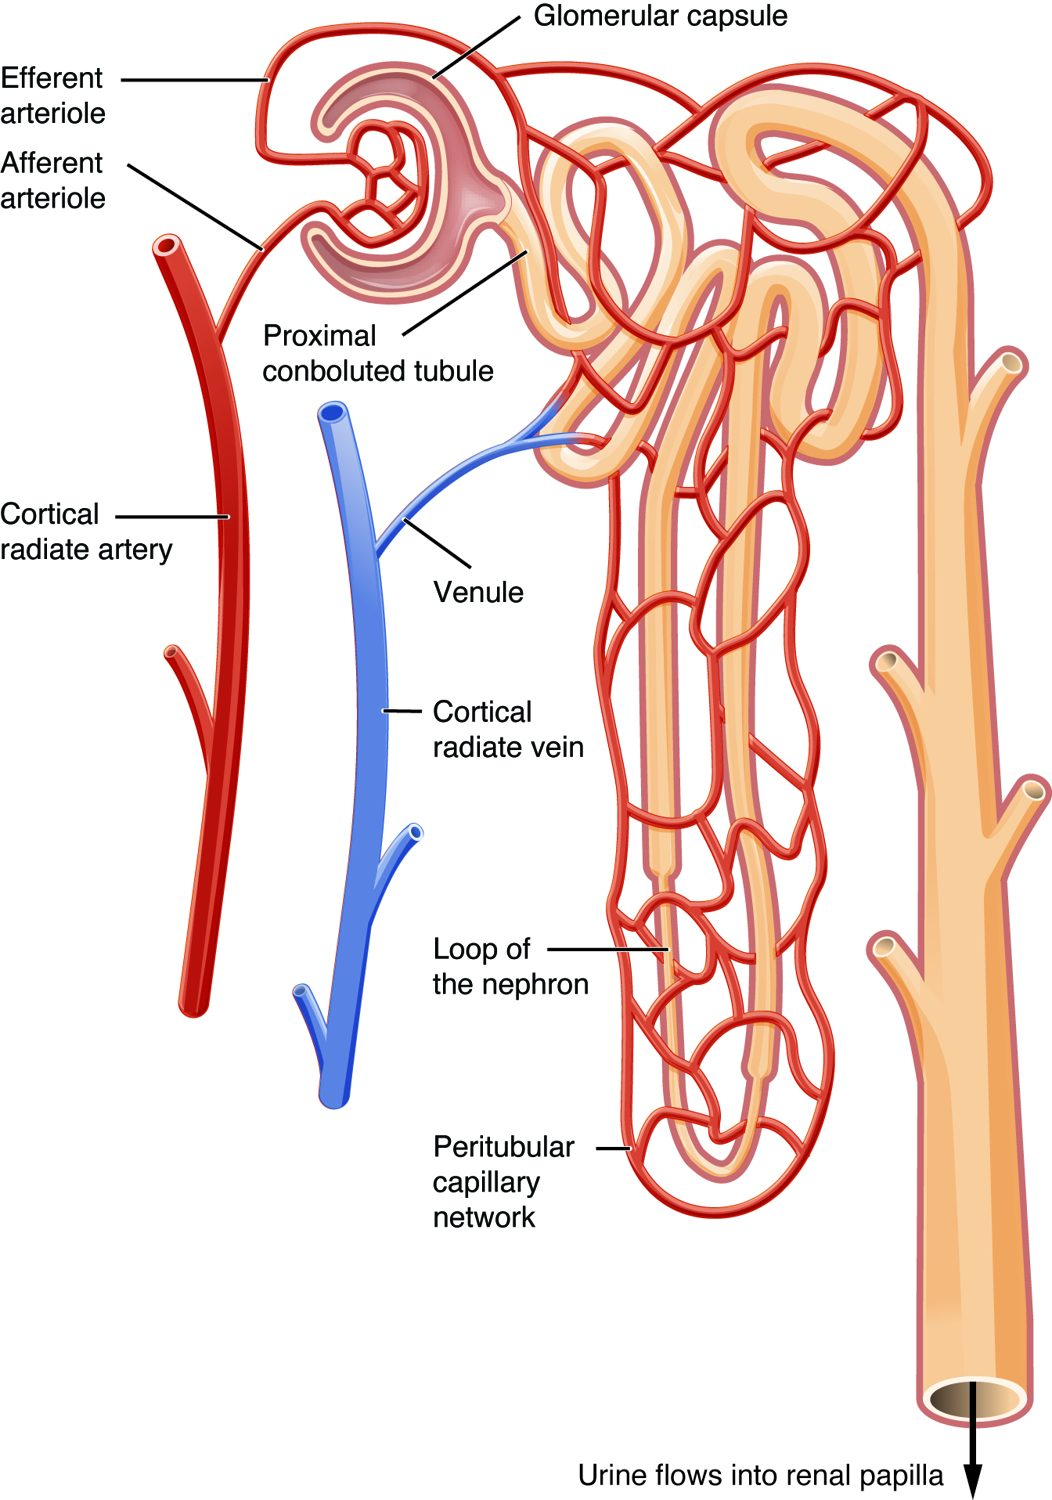 Glomerular capsule
Efferent
arteriole
Afferent
arteriole
Proximal
conboluted tubule
Cortical
radiate artery
Venule
Cortical
radiate vein
Loop of
the nephron
Peritubular
capillary
network
Urine flows into renal papilla